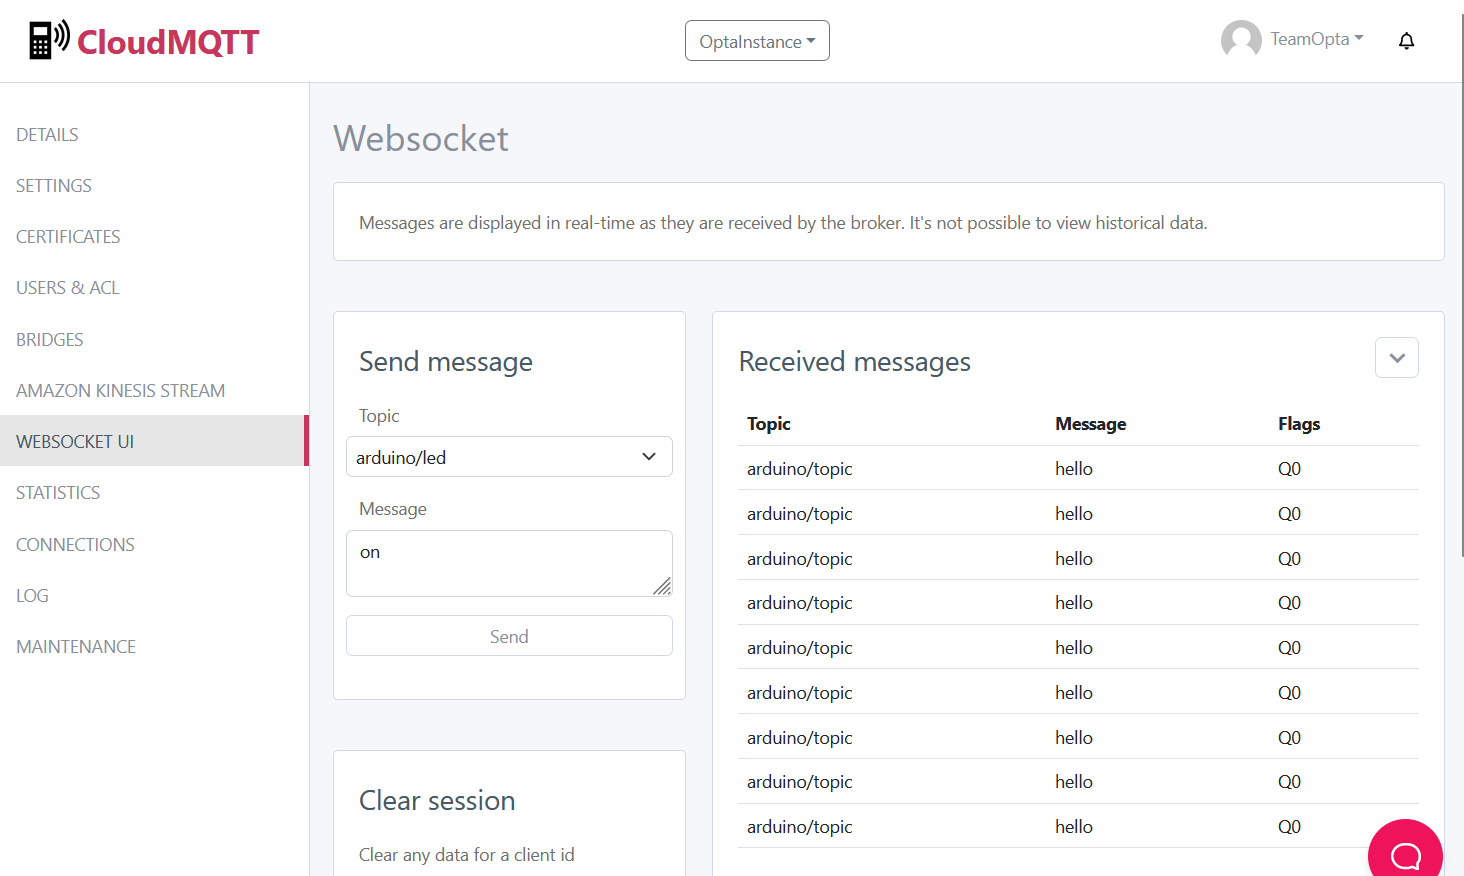 CloudMQTT
OptaInstance
TeamOpta
DETAILS
SETTINGS
CERTIFICATES
USERS & ACL
BRIDGES
AMAZON KINESIS STREAM
WEBSOCKET UI
STATISTICS
CONNECTIONS
LOG
MAINTENANCE
Websocket
Messages are displayed in real-time as they are received by the broker. It's not possible to view historical data.
Send message
Topic
arduino/led
Message
on
Send
Clear session
Clear any data for a client id
Received messages
Topic Message Flags
arduino/topic hello Q0
arduino/topic hello Q0
arduino/topic hello Q0
arduino/topic hello Q0
arduino/topic hello Q0
arduino/topic hello Q0
arduino/topic hello Q0
arduino/topic hello Q0
arduino/topic hello Q0